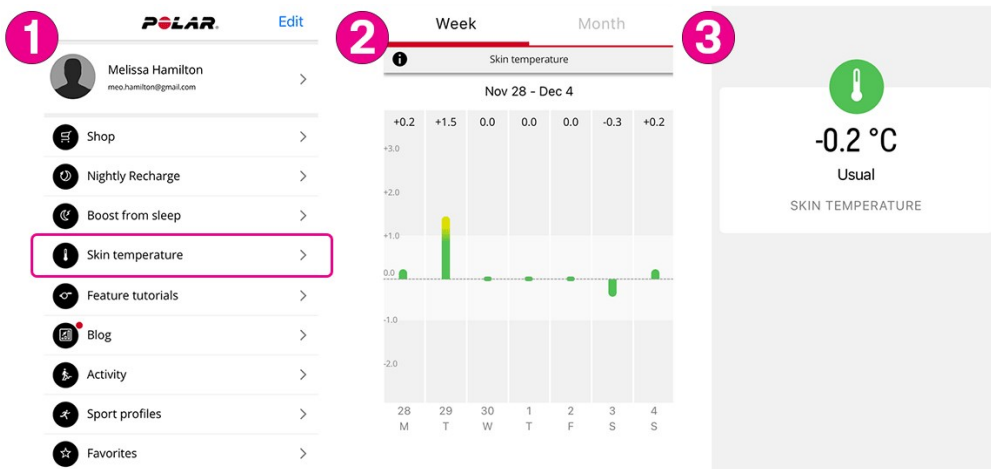 1
POLAR.
Edit
Melissa Hamilton
meo.hamilton@gmail.com
Shop
Nightly Recharge
Boost from sleep
Skin temperature
Feature tutorials
Blog
Activity
Sport profiles
Favorites
2
Week Month
Skin temperature
Nov 28 - Dec 4
+0.2 +1.5 0.0 0.0 0.0 -0.3 +0.2
+3.0
+2.0
+1.0
0.0
-1.0
-2.0
28 29 30 1 2 3 4
M T W T F S S
3
-0.2 °C
Usual
SKIN TEMPERATURE